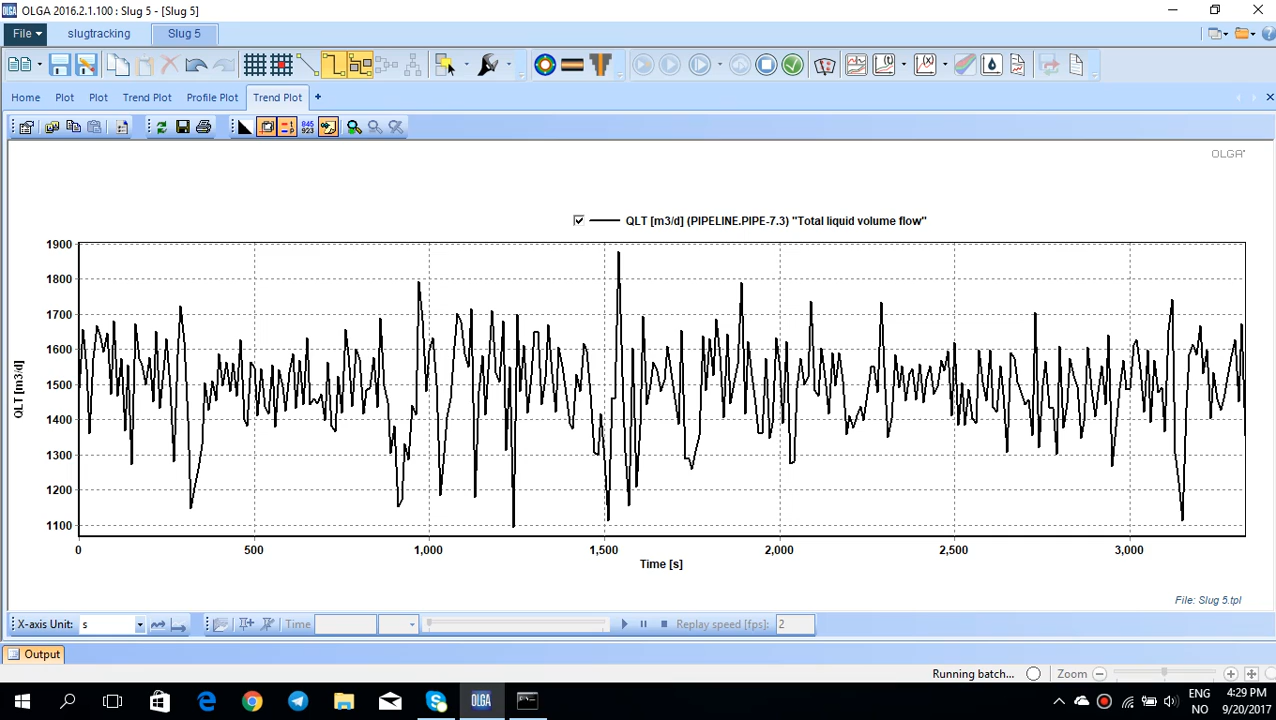 OLGA OLGA 2016.2.1.100 : Slug 5 - [Slug 5]
File slugtracking Slug 5
Home Plot Plot Trend Plot Profile Plot Trend Plot +
845
923
OLGA
QLT [m3/d] (PIPELINE.PIPE-7.3) "Total liquid volume flow"
QLT [m3/d]
1900
1800
1700
1600
1500
1400
1300
1200
1100
0 500 1,000 1,500 2,000 2,500 3,000
Time [s]
File: Slug 5.tpl
X-axis Unit: s Time Replay speed [fps]: 2
Output
Running batch... Zoom
OLGA ENG 4:29 PM
NO 9/20/2017